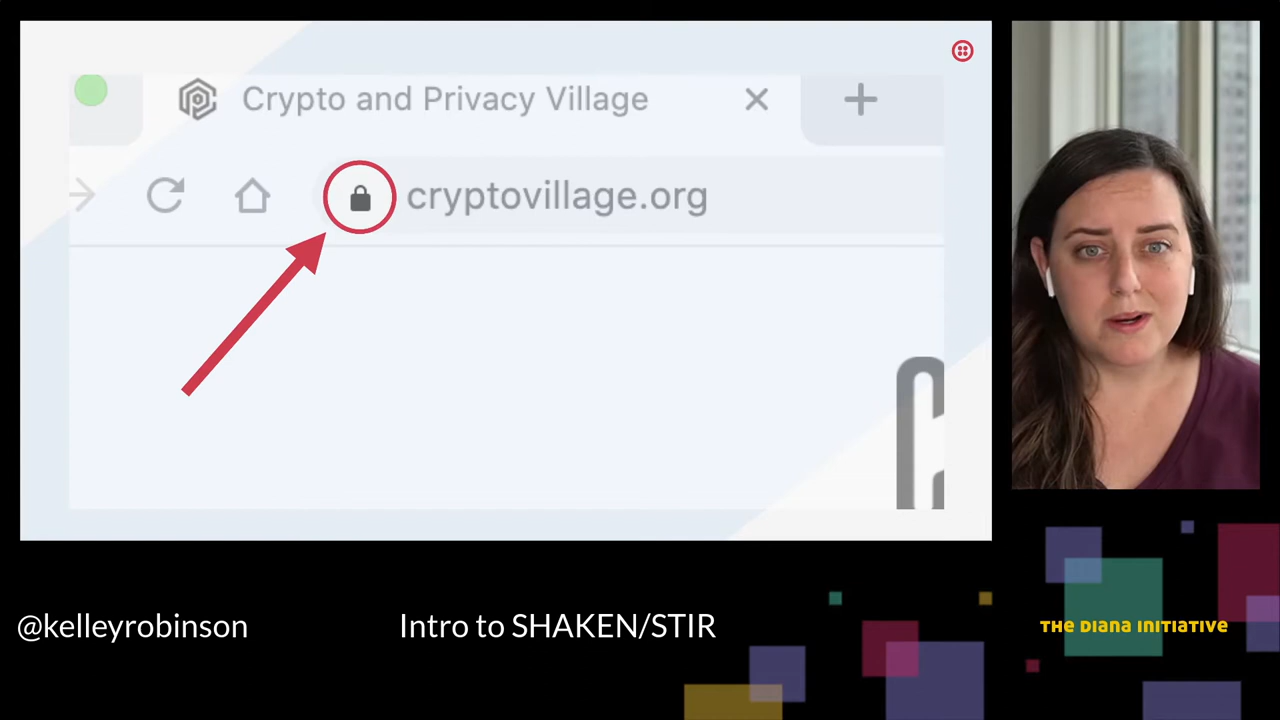 Crypto and Privacy Village
cryptovillage.org
@kelleyrobinson
Intro to SHAKEN/STIR
THE DIANA INITIATIVE